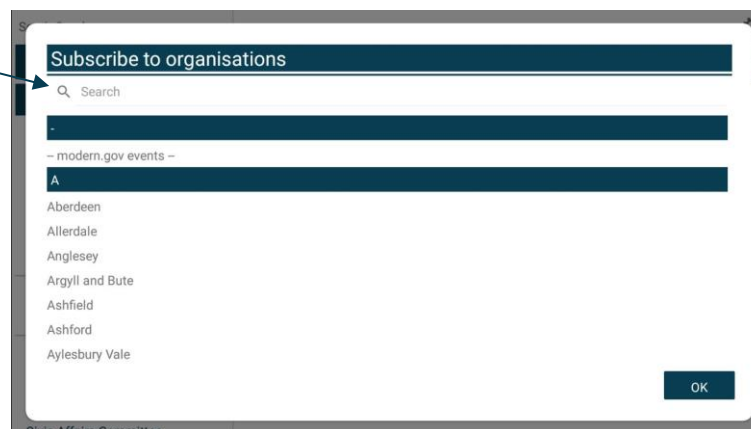 Subscribe to organisations
Search
-
-- modern.gov events --
A
Aberdeen
Allerdale
Anglesey
Argyll and Bute
Ashfield
Ashford
Aylesbury Vale
OK